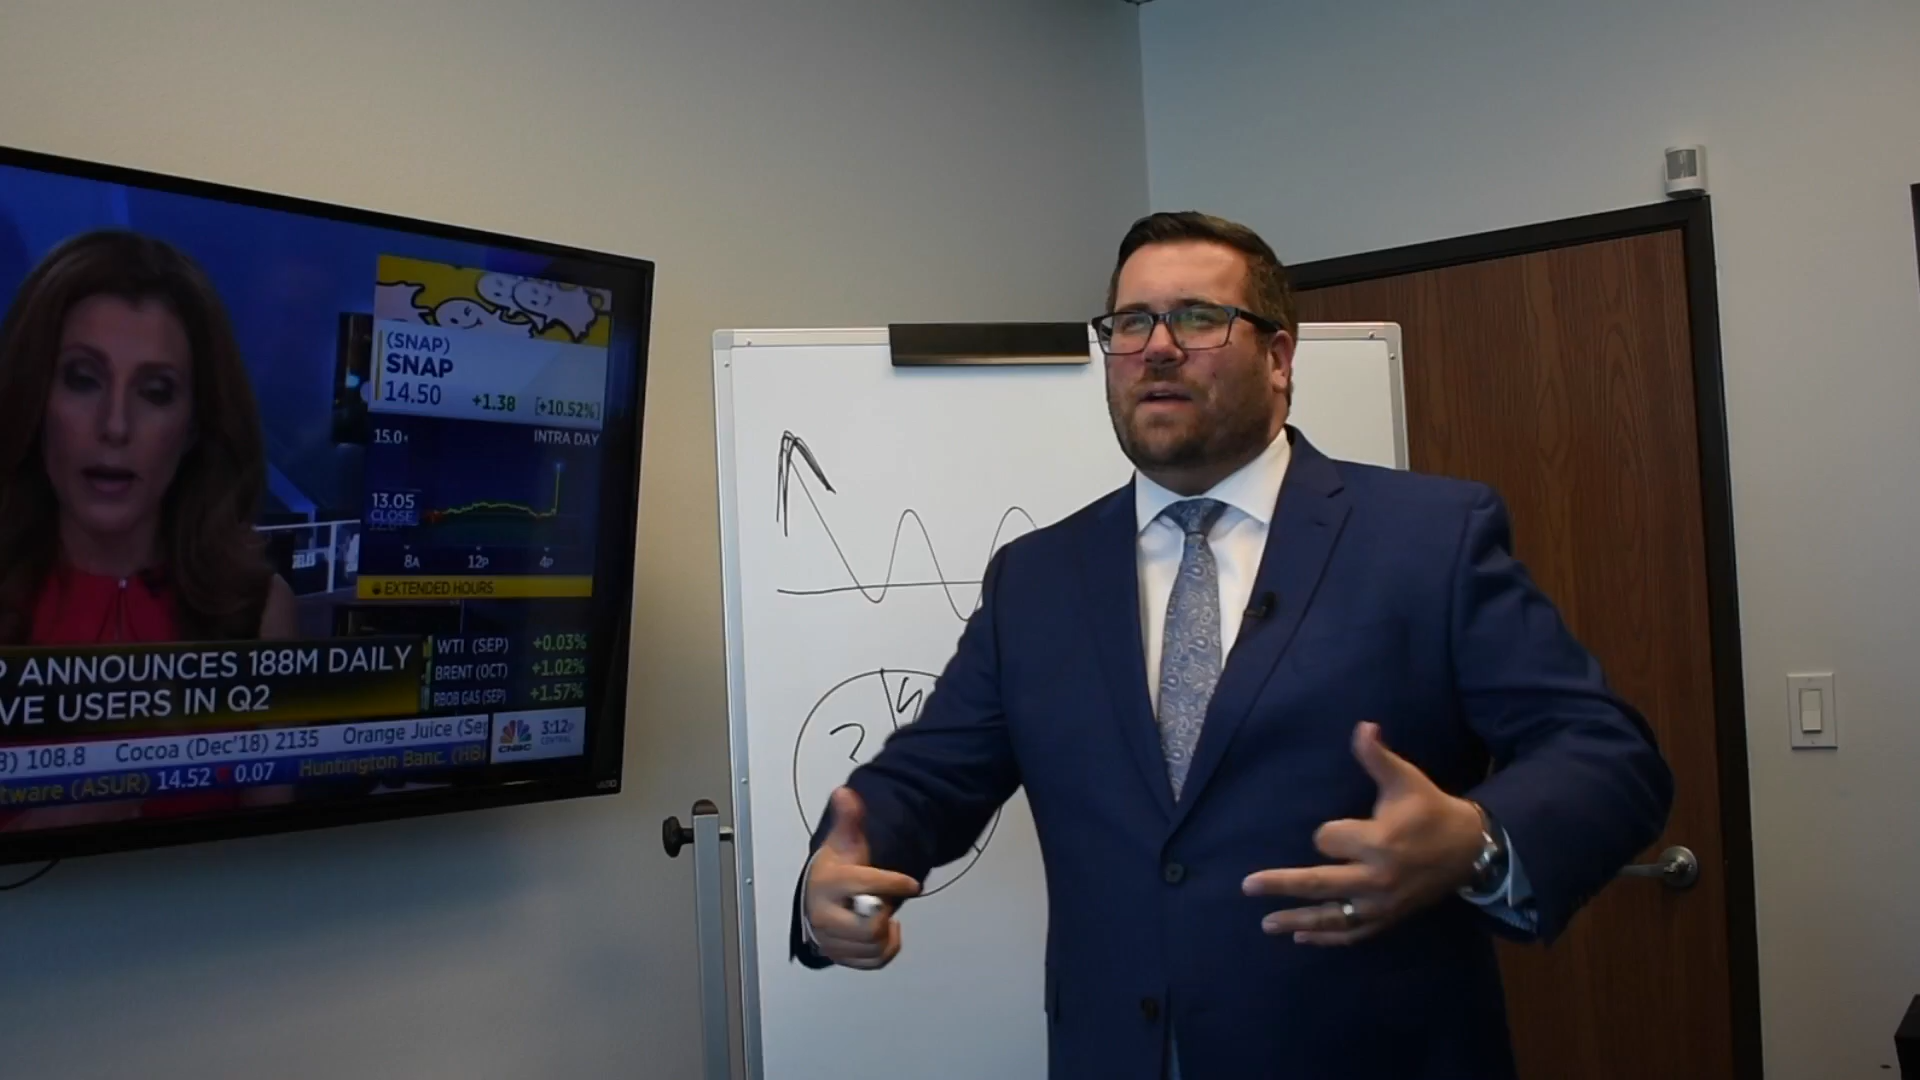 (SNAP)
SNAP
14.50 +1.38 [+10.52%]
15.0
INTRA DAY
13.05
CLOSE
8A 12P 4P
EXTENDED HOURS
WTI (SEP) +0.03%
BRENT (OCT) +1.02%
RBOB GAS (SEP) +1.57%
P ANNOUNCES 188M DAILY
VE USERS IN Q2
108.8 Cocoa (Dec'18) 2135 Orange Juice (Sep
tware (ASUR) 14.52 0.07 Huntington Banc. (HB
CNBC
3:12P
CENTRAL
VIZIO